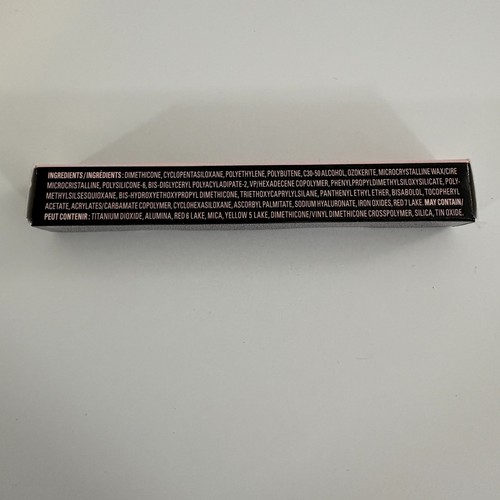 INGREDIENTS/INGRÉDIENTS: DIMETHICONE, CYCLOPENTASILOXANE, POLYETHYLENE, POLYBUTENE, C30-50 ALCOHOL, OZOKERITE, MICROCRYSTALLINE WAX/CIRE
MICROCRISTALLINE, POLYSILICONE-6, BIS-DIGLYCERYL POLYACYLADIPATE-2, VP/HEXADECENE COPOLYMER, PHENYLPROPYLDIMETHYLSILOXYSILICATE, POLY-
METHYLSILSESQUIOXANE, BIS-HYDROXYETHOXYPROPYL DIMETHICONE, TRIETHOXYCAPRYLYLSILANE, PANTHENYL ETHYL ETHER, BISABOLOL, TOCOPHERYL
ACETATE, ACRYLATES/CARBAMATE COPOLYMER, CYCLOHEXASILOXANE, ASCORBYL PALMITATE, SODIUM HYALURONATE, IRON OXIDES, RED 7 LAKE. MAY CONTAIN/
PEUT CONTENIR : TITANIUM DIOXIDE, ALUMINA, RED 6 LAKE, MICA, YELLOW 5 LAKE, DIMETHICONE/VINYL DIMETHICONE CROSSPOLYMER, SILICA, TIN OXIDE.